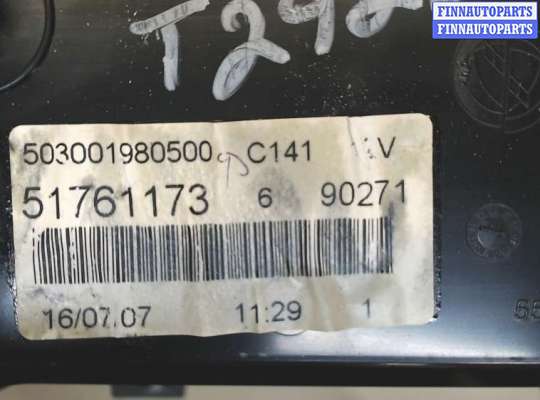 FINNAUTOPARTS
FINNAUTOPARTS
503001980500 C141 V
51761173 6 90271
16/07/07 11:29 1